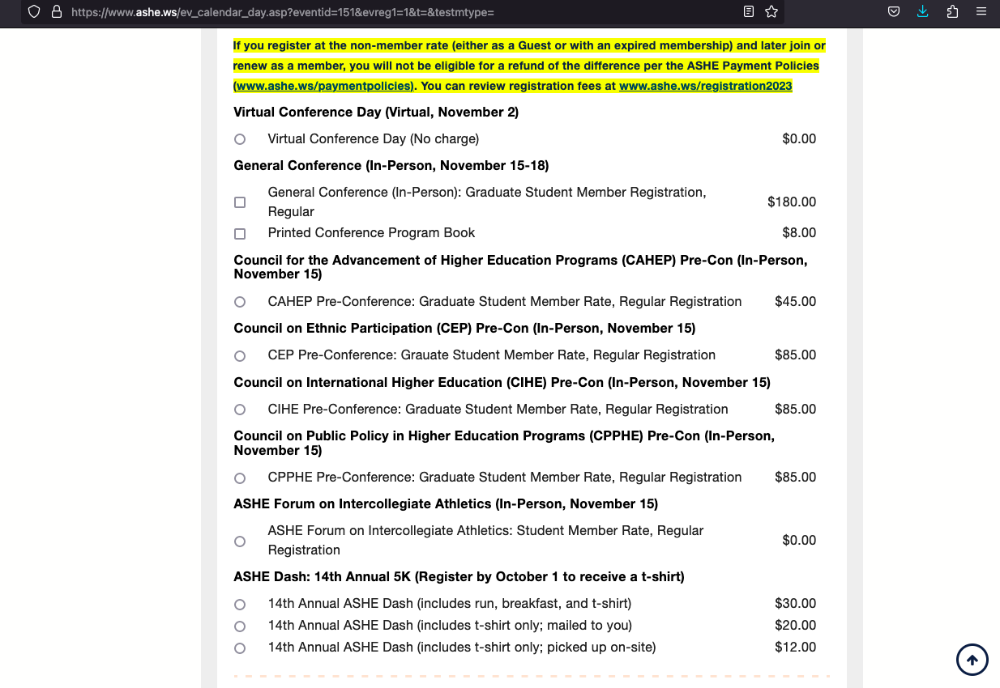 https://www.ashe.ws/ev_calendar_day.asp?eventid=151&evreg1=1&t=&testmtype=
If you register at the non-member rate (either as a Guest or with an expired membership) and later join or
renew as a member, you will not be eligible for a refund of the difference per the ASHE Payment Policies
(www.ashe.ws/paymentpolicies). You can review registration fees at www.ashe.ws/registration2023
Virtual Conference Day (Virtual, November 2)
Virtual Conference Day (No charge) $0.00
General Conference (In-Person, November 15-18)
General Conference (In-Person): Graduate Student Member Registration,
Regular $180.00
Printed Conference Program Book $8.00
Council for the Advancement of Higher Education Programs (CAHEP) Pre-Con (In-Person,
November 15)
CAHEP Pre-Conference: Graduate Student Member Rate, Regular Registration $45.00
Council on Ethnic Participation (CEP) Pre-Con (In-Person, November 15)
CEP Pre-Conference: Grauate Student Member Rate, Regular Registration $85.00
Council on International Higher Education (CIHE) Pre-Con (In-Person, November 15)
CIHE Pre-Conference: Graduate Student Member Rate, Regular Registration $85.00
Council on Public Policy in Higher Education Programs (CPPHE) Pre-Con (In-Person,
November 15)
CPPHE Pre-Conference: Graduate Student Member Rate, Regular Registration $85.00
ASHE Forum on Intercollegiate Athletics (In-Person, November 15)
ASHE Forum on Intercollegiate Athletics: Student Member Rate, Regular
Registration $0.00
ASHE Dash: 14th Annual 5K (Register by October 1 to receive a t-shirt)
14th Annual ASHE Dash (includes run, breakfast, and t-shirt) $30.00
14th Annual ASHE Dash (includes t-shirt only; mailed to you) $20.00
14th Annual ASHE Dash (includes t-shirt only; picked up on-site) $12.00